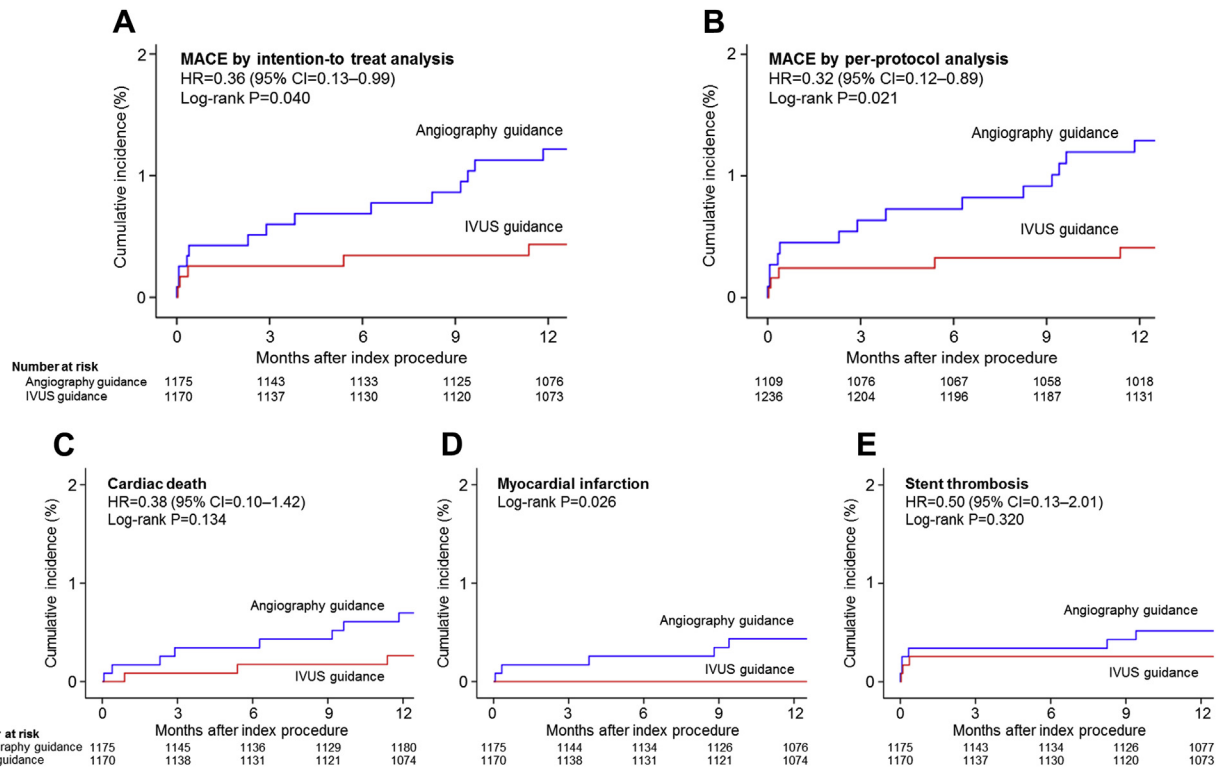 A
MACE by intention-to treat analysis
HR=0.36 (95% CI=0.13–0.99)
Log-rank P=0.040
Angiography guidance
IVUS guidance
Cumulative incidence (%)
2
1
0
0 3 6 9 12
Months after index procedure
Number at risk
Angiography guidance 1175 1143 1133 1125 1076
IVUS guidance 1170 1137 1130 1120 1073
B
MACE by per-protocol analysis
HR=0.32 (95% CI=0.12–0.89)
Log-rank P=0.021
Angiography guidance
IVUS guidance
Cumulative incidence (%)
2
1
0
0 3 6 9 12
Months after index procedure
1109 1076 1067 1058 1018
1236 1204 1196 1187 1131
C
Cardiac death
HR=0.38 (95% CI=0.10–1.42)
Log-rank P=0.134
Angiography guidance
IVUS guidance
Cumulative incidence (%)
2
1
0
0 3 6 9 12
Months after index procedure
at risk
graphy guidance 1175 1145 1136 1129 1180
guidance 1170 1138 1131 1121 1074
D
Myocardial infarction
Log-rank P=0.026
Angiography guidance
IVUS guidance
Cumulative incidence (%)
2
1
0
0 3 6 9 12
Months after index procedure
1175 1144 1134 1126 1076
1170 1138 1131 1121 1074
E
Stent thrombosis
HR=0.50 (95% CI=0.13–2.01)
Log-rank P=0.320
Angiography guidance
IVUS guidance
Cumulative incidence (%)
2
1
0
0 3 6 9 12
Months after index procedure
1175 1143 1134 1126 1077
1170 1137 1130 1120 1073